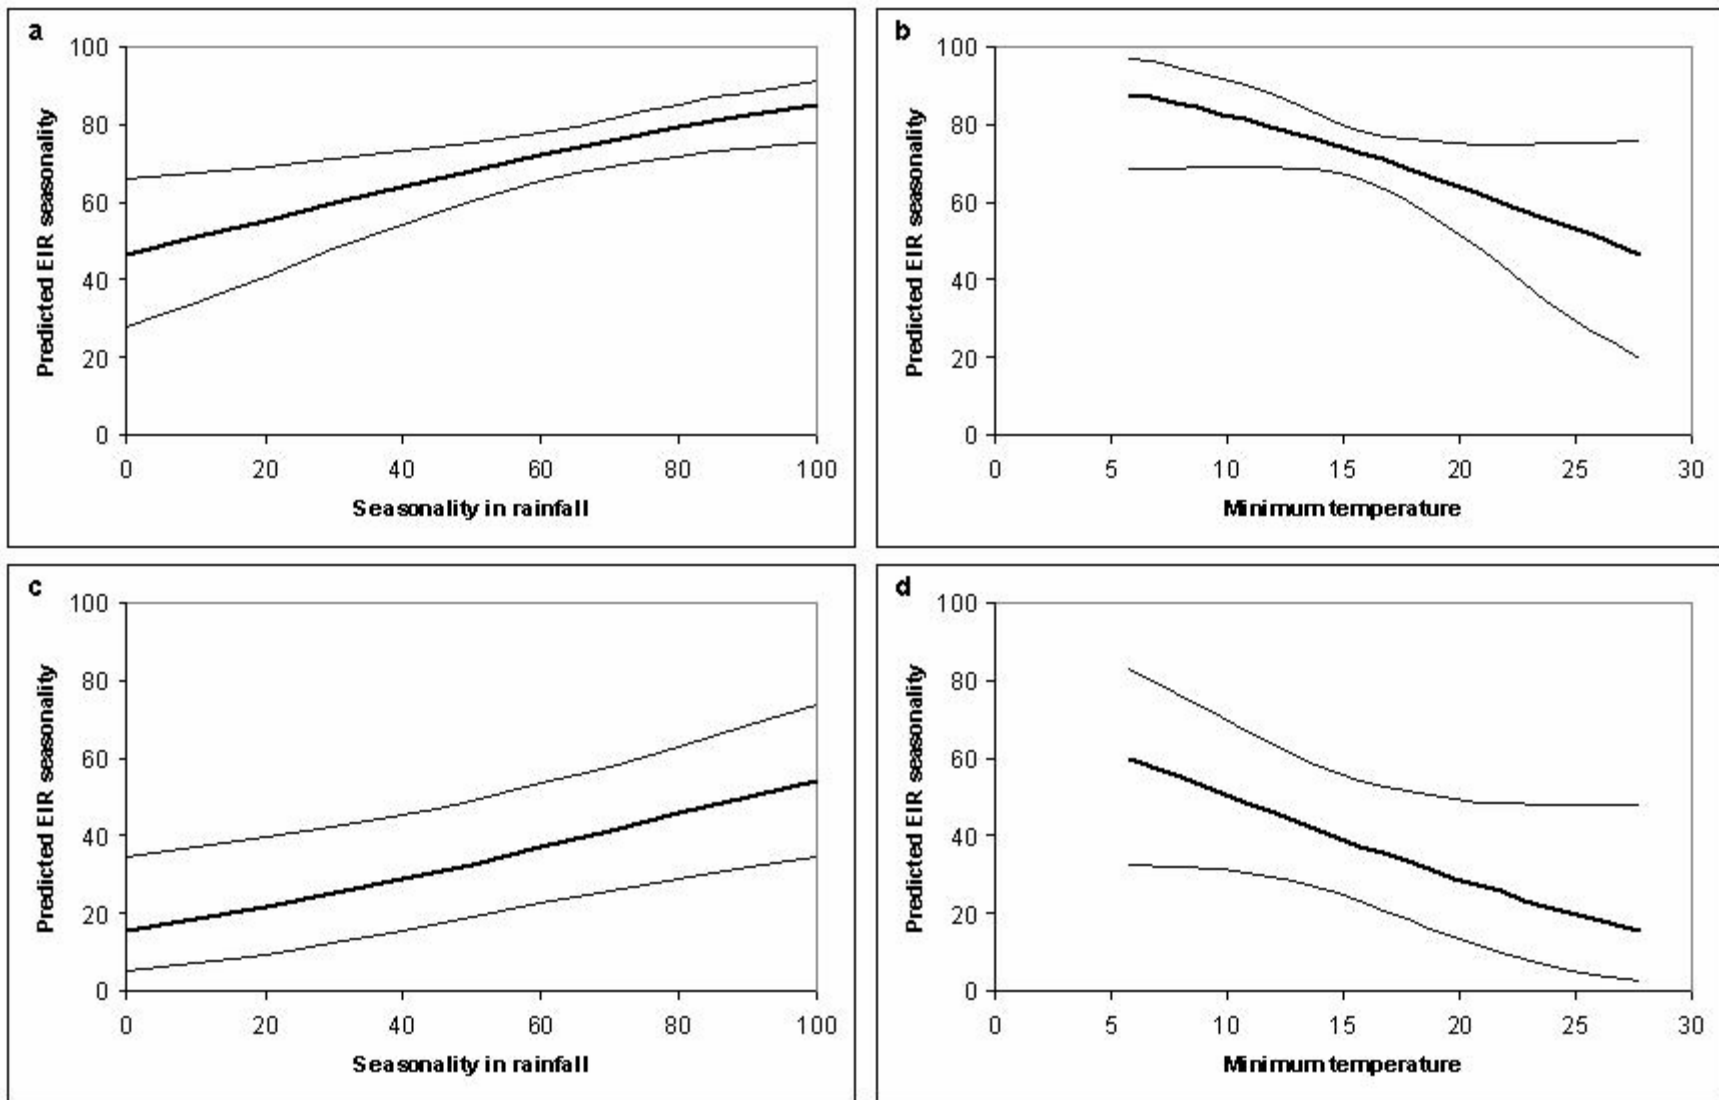 a
100
80
60
40
20
0
Predicted EIR seasonality
0 20 40 60 80 100
Seasonality in rainfall
b
100
80
60
40
20
0
Predicted EIR seasonality
0 5 10 15 20 25 30
Minimum temperature
c
100
80
60
40
20
0
Predicted EIR seasonality
0 20 40 60 80 100
Seasonality in rainfall
d
100
80
60
40
20
0
Predicted EIR seasonality
0 5 10 15 20 25 30
Minimum temperature